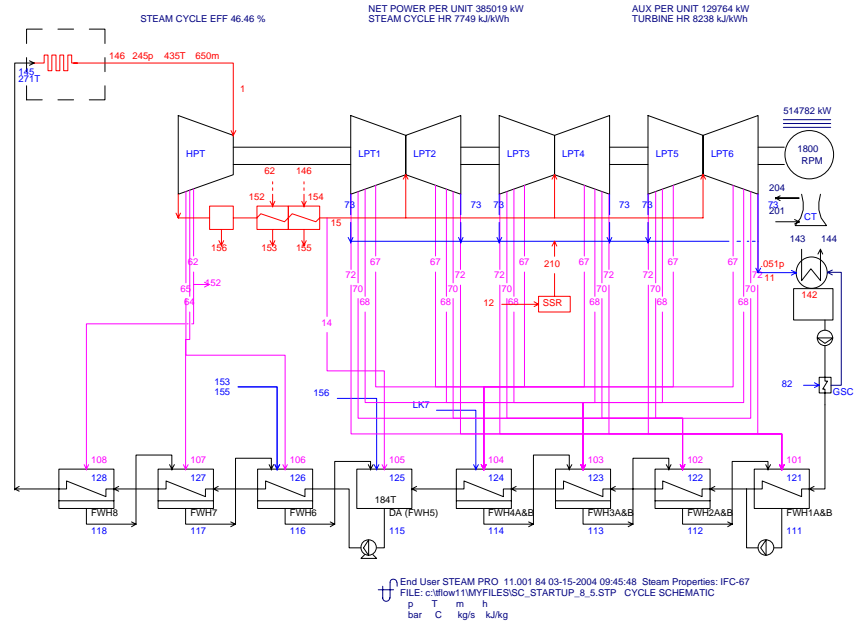 NET POWER PER UNIT 385019 kW
AUX PER UNIT 129764 kW
STEAM CYCLE EFF 46.46 %
STEAM CYCLE HR 7749 kJ/kWh
TURBINE HR 8238 kJ/kWh
146 245p 435T 650m
145
271T
1
514782 kW
HPT
LPT1
LPT2
LPT3
LPT4
LPT5
LPT6
1800
RPM
62
146
152
154
15
153
155
156
73
73
73
73
73
73
204
201
CT
143
144
62
65
64
152
67
67
67
67
67
67
72
70
68
72
70
68
72
70
68
72
70
68
72
70
68
72
70
68
210
12
SSR
.051p
11
142
14
82
GSC
153
155
156
LK7
108
128
107
127
106
126
105
125
104
124
103
123
102
122
101
121
184T
FWH8
FWH7
FWH6
DA (FWH5)
FWH4A&B
FWH3A&B
FWH2A&B
FWH1A&B
118
117
116
115
114
113
112
111
End User STEAM PRO 11.001 84 03-15-2004 09:45:48 Steam Properties: IFC-67
FILE: c:\tflow11\MYFILES\SC_STARTUP_8_5.STP CYCLE SCHEMATIC
p T m h
bar C kg/s kJ/kg